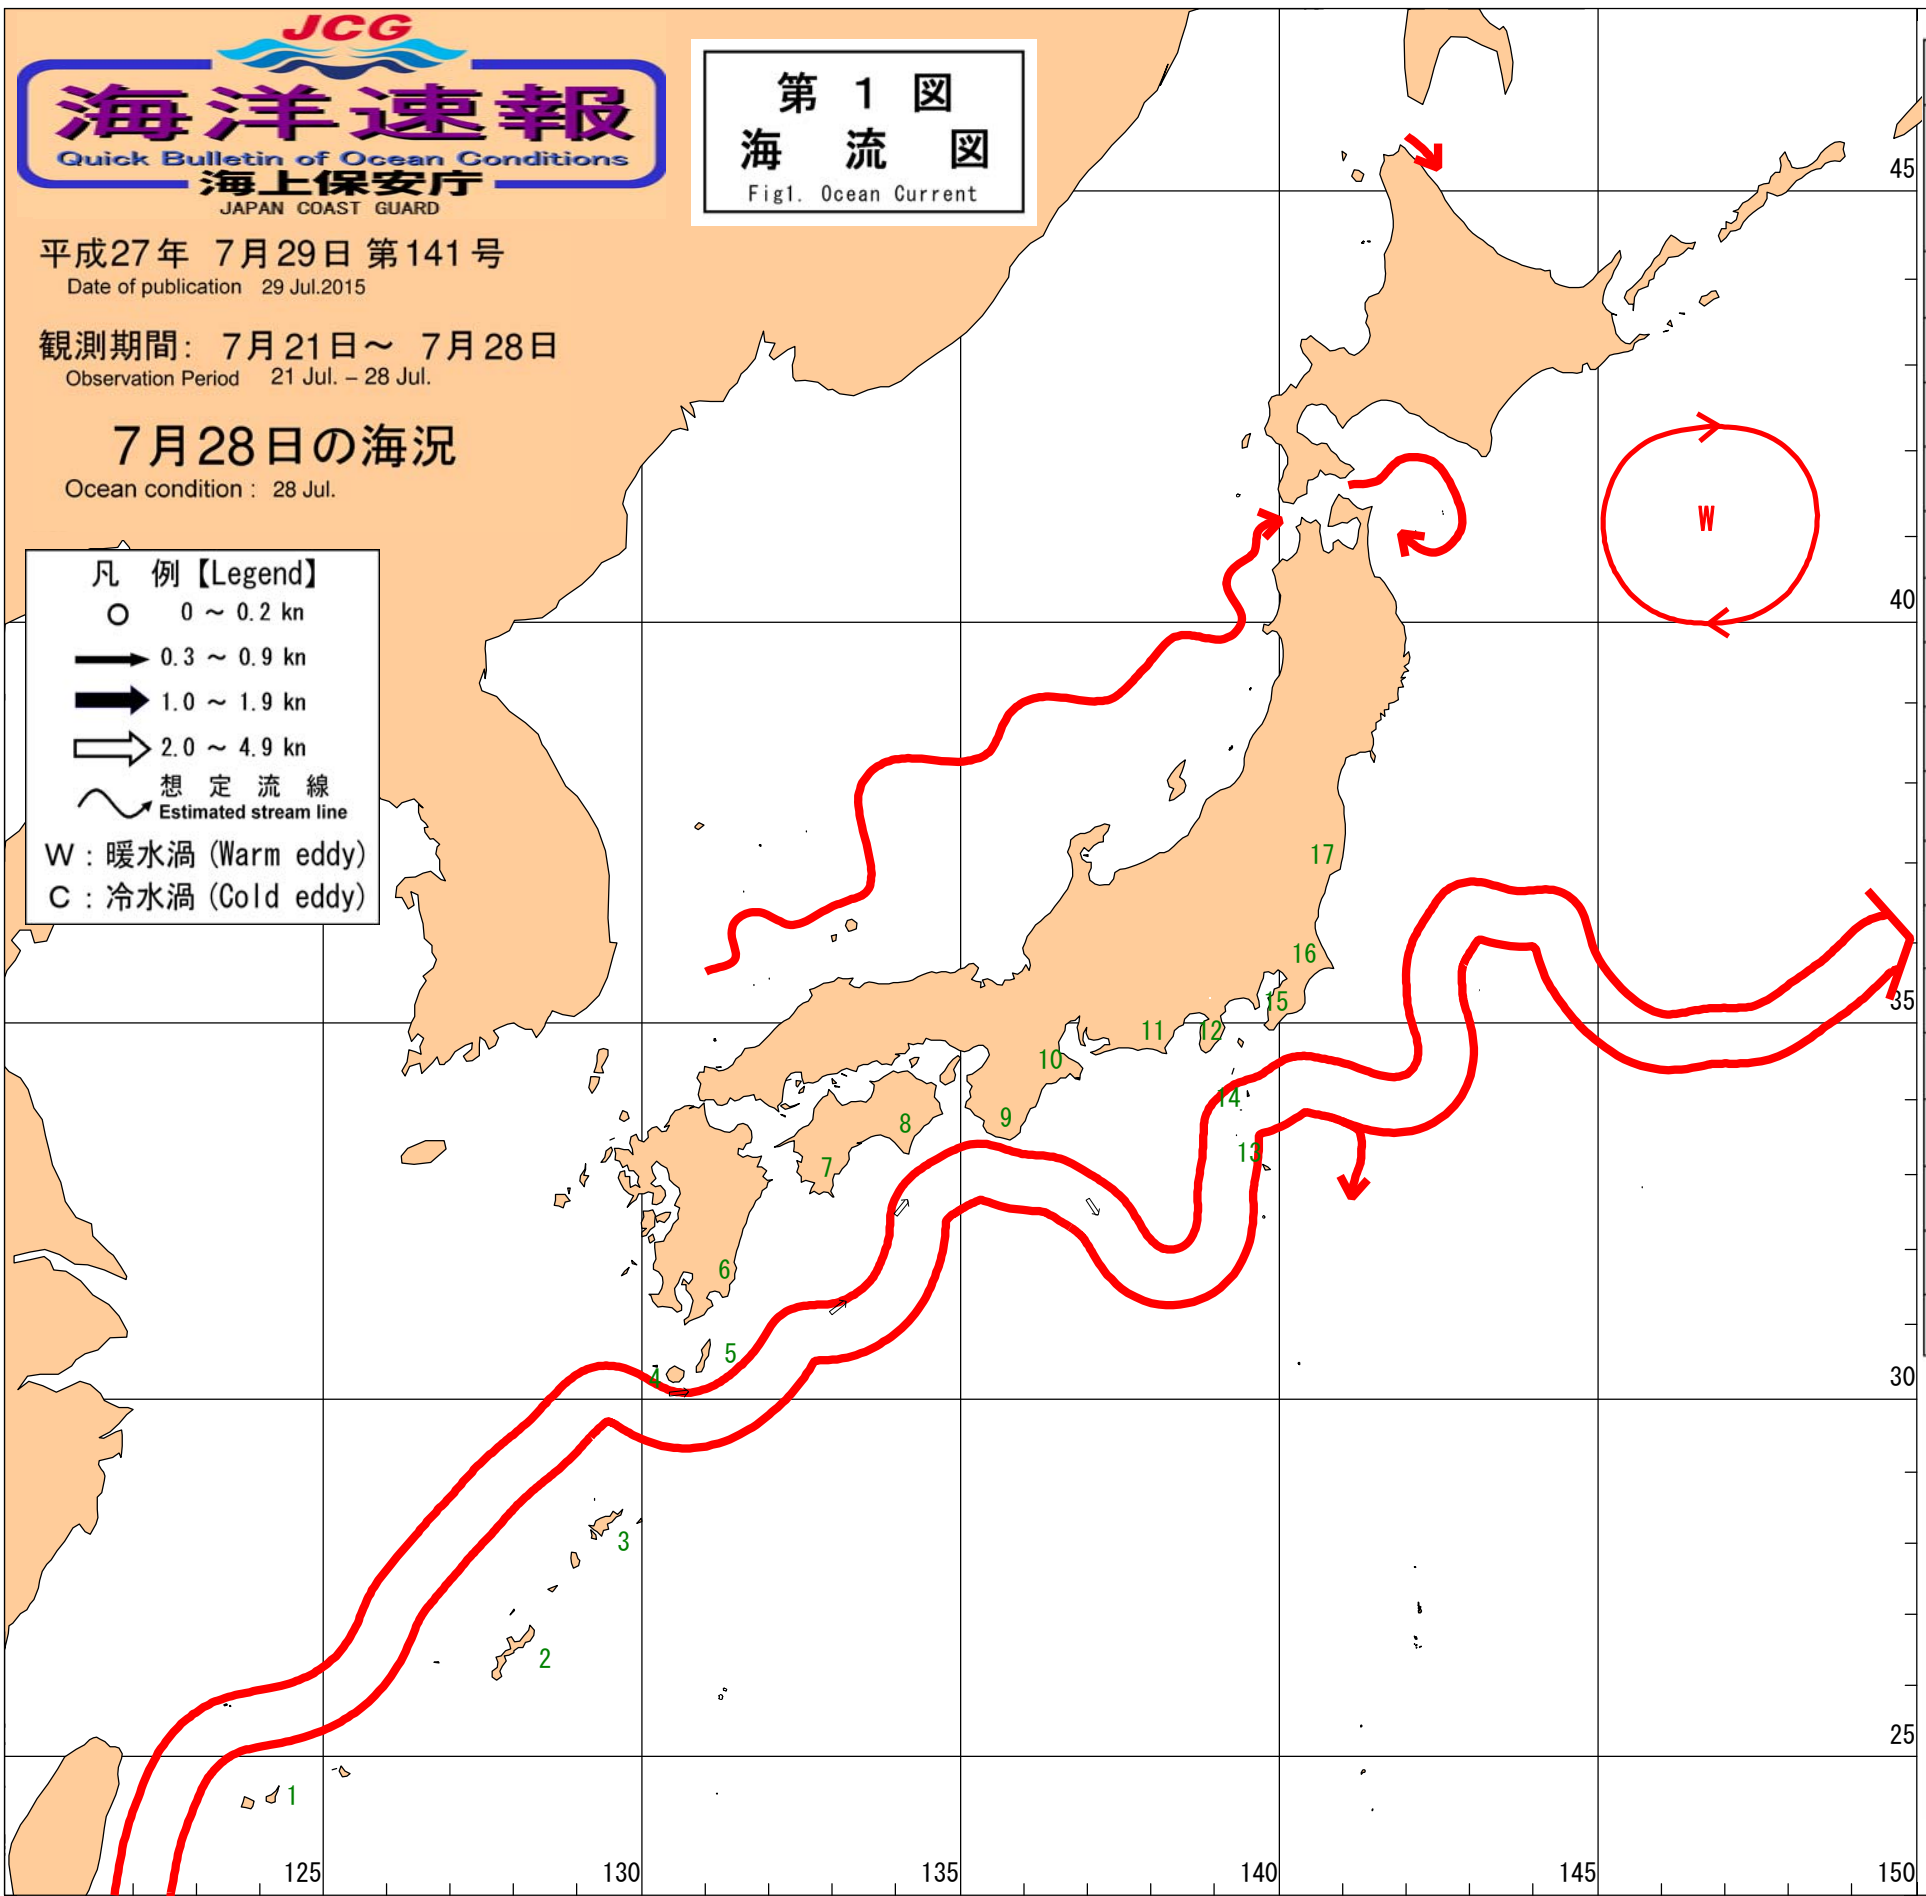 JCG
海洋速報
Quick Bulletin of Ocean Conditions
海上保安庁
JAPAN COAST GUARD
平成27年 7月29日 第141号
Date of publication 29 Jul.2015
観測期間: 7月21日～ 7月28日
Observation Period 21 Jul. – 28 Jul.
7月28日の海況
Ocean condition : 28 Jul.
第 1 図
海 流 図
Fig1. Ocean Current
凡 例【Legend】
0 ～ 0.2 kn
0.3 ～ 0.9 kn
1.0 ～ 1.9 kn
2.0 ～ 4.9 kn
想 定 流 線
Estimated stream line
W : 暖水渦 (Warm eddy)
C : 冷水渦 (Cold eddy)
45
W
40
17
16
35
15
12
11
10
14
9
8
13
7
6
5
4
30
3
2
25
1
125
130
135
140
145
150